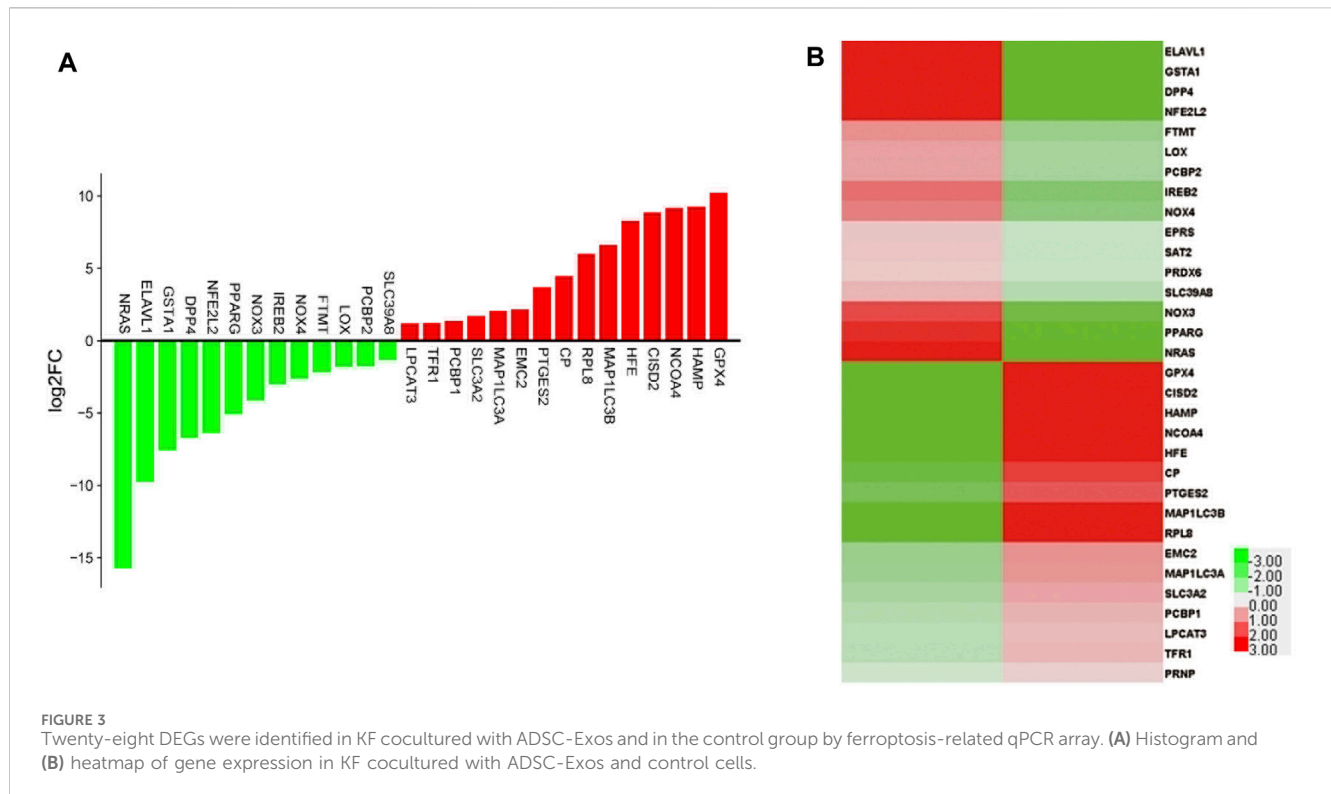 A
10
5
0
−5
−10
−15
log2FC
NRAS
ELAVL1
GSTA1
DPP4
NFE2L2
PPARG
NOX3
IREB2
NOX4
FTMT
LOX
PCBP2
SLC39A8
LPCAT3
TFR1
PCBP1
SLC3A2
MAP1LC3A
EMC2
PTGES2
CP
RPL8
MAP1LC3B
HFE
CISD2
NCOA4
HAMP
GPX4
B
ELAVL1
GSTA1
DPP4
NFE2L2
FTMT
LOX
PCBP2
IREB2
NOX4
EPRS
SAT2
PRDX6
SLC39A8
NOX3
PPARG
NRAS
GPX4
CISD2
HAMP
NCOA4
HFE
CP
PTGES2
MAP1LC3B
RPL8
EMC2
MAP1LC3A
SLC3A2
PCBP1
LPCAT3
TFR1
PRNP
-3.00
-2.00
-1.00
0.00
1.00
2.00
3.00
FIGURE 3
Twenty-eight DEGs were identified in KF cocultured with ADSC-Exos and in the control group by ferroptosis-related qPCR array. (A) Histogram and
(B) heatmap of gene expression in KF cocultured with ADSC-Exos and control cells.